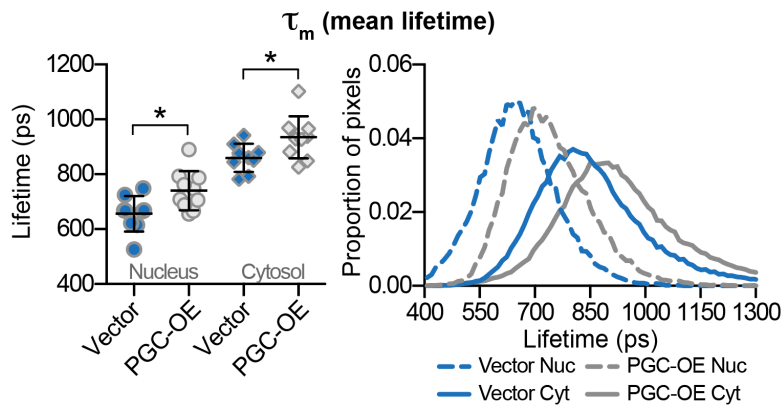 τm (mean lifetime)
Lifetime (ps)
1200
1000
800
600
400
*
*
Nucleus
Cytosol
Vector
PGC-OE
Vector
PGC-OE
Proportion of pixels
0.06
0.04
0.02
0.00
400 550 700 850 1000 1150 1300
Lifetime (ps)
Vector Nuc
PGC-OE Nuc
Vector Cyt
PGC-OE Cyt